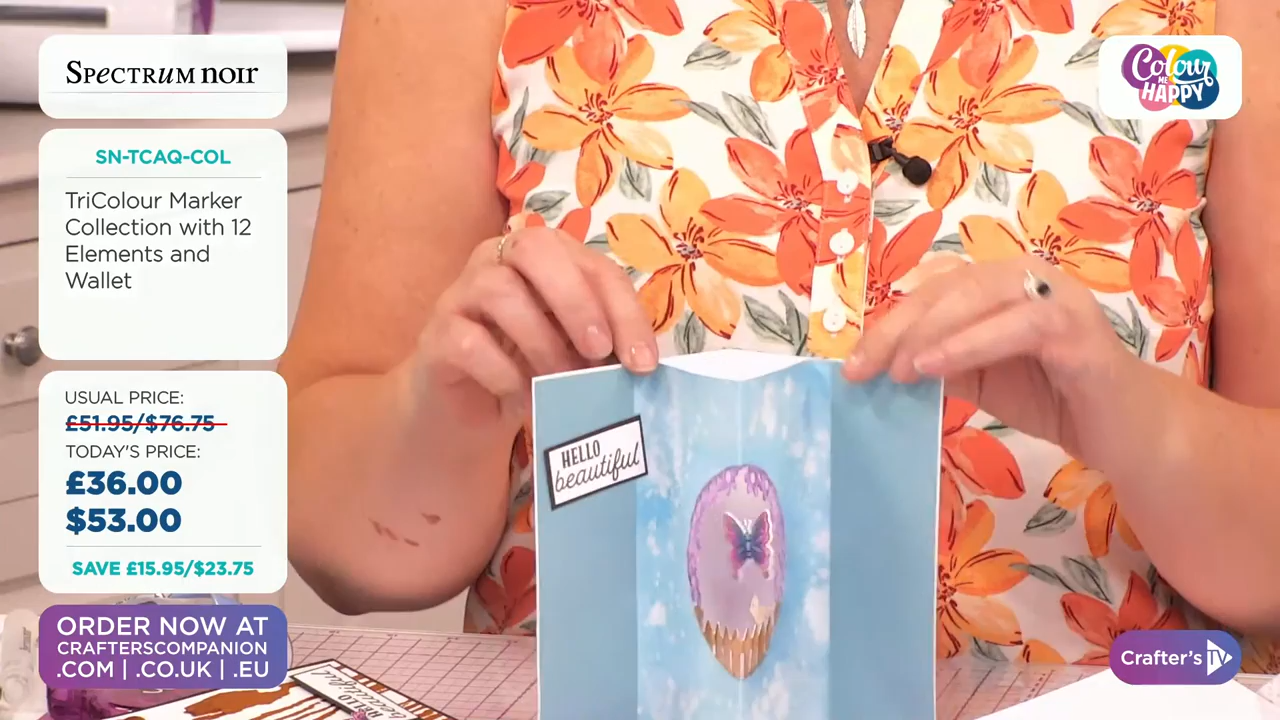 SPECTRUM NOIR
SN-TCAQ-COL
TriColour Marker
Collection with 12
Elements and
Wallet
USUAL PRICE:
£51.95/$76.75
TODAY'S PRICE:
£36.00
$53.00
SAVE £15.95/$23.75
ORDER NOW AT
CRAFTERSCOMPANION
.COM | .CO.UK | .EU
Colour
ME
HAPPY
HELLO
beautiful
HELLO
beautiful
Crafter's TV